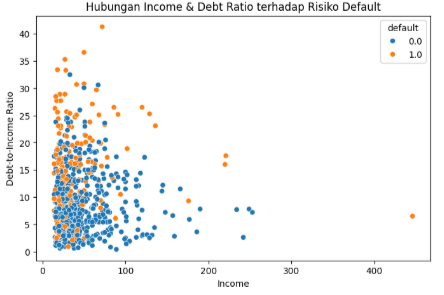 Hubungan Income & Debt Ratio terhadap Risiko Default
default
0.0
1.0
40
35
30
25
20
15
10
5
0
Debt-to-Income Ratio
0 100 200 300 400
Income